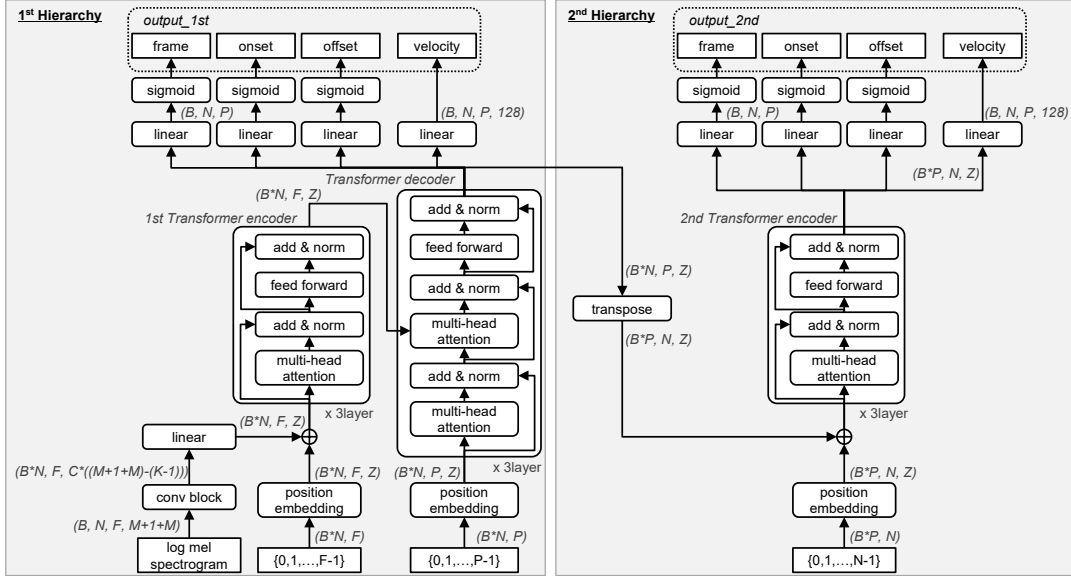 1st Hierarchy
output_1st
frame
onset
offset
velocity
sigmoid
sigmoid
sigmoid
(B, N, P)
(B, N, P, 128)
linear
linear
linear
linear
Transformer decoder
(B*N, F, Z)
1st Transformer encoder
add & norm
feed forward
add & norm
multi-head
attention
x 3layer
add & norm
feed forward
add & norm
multi-head
attention
add & norm
multi-head
attention
x 3layer
(B*N, F, Z)
linear
(B*N, F, C*((M+1+M)-(K-1)))
conv block
(B, N, F, M+1+M)
log mel
spectrogram
(B*N, F, Z)
position
embedding
(B*N, F)
{0,1,…,F-1}
(B*N, P, Z)
position
embedding
(B*N, P)
{0,1,…,P-1}
(B*N, P, Z)
transpose
(B*P, N, Z)
2nd Hierarchy
output_2nd
frame
onset
offset
velocity
sigmoid
sigmoid
sigmoid
(B, N, P)
(B, N, P, 128)
linear
linear
linear
linear
(B*P, N, Z)
2nd Transformer encoder
add & norm
feed forward
add & norm
multi-head
attention
x 3layer
(B*P, N, Z)
position
embedding
(B*P, N)
{0,1,…,N-1}